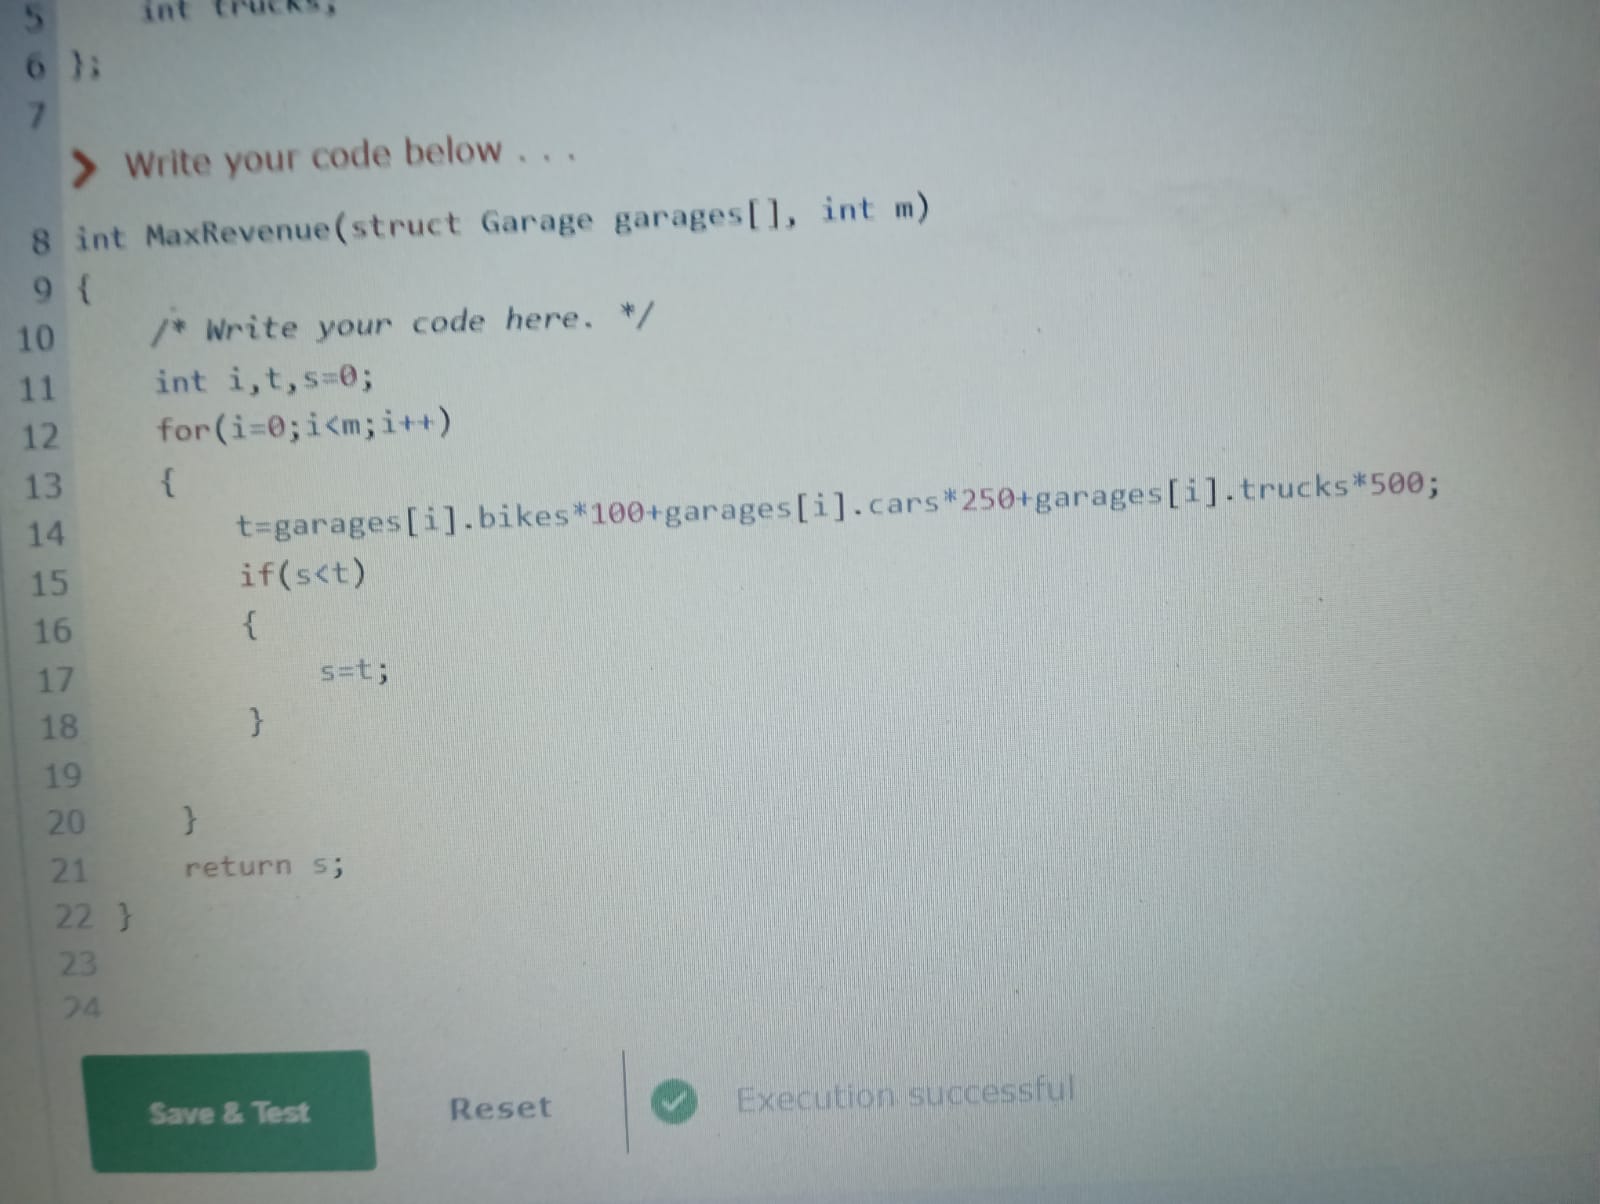 5 int trucks;
6 };
7
Write your code below . . .
8 int MaxRevenue(struct Garage garages[], int m)
9 {
10 /* Write your code here. */
11 int i,t,s=0;
12 for(i=0;i<m;i++)
13 {
14 t=garages[i].bikes*100+garages[i].cars*250+garages[i].trucks*500;
15 if(s<t)
16 {
17 s=t;
18 }
19
20 }
21 return s;
22 }
23
24
Save & Test Reset Execution successful